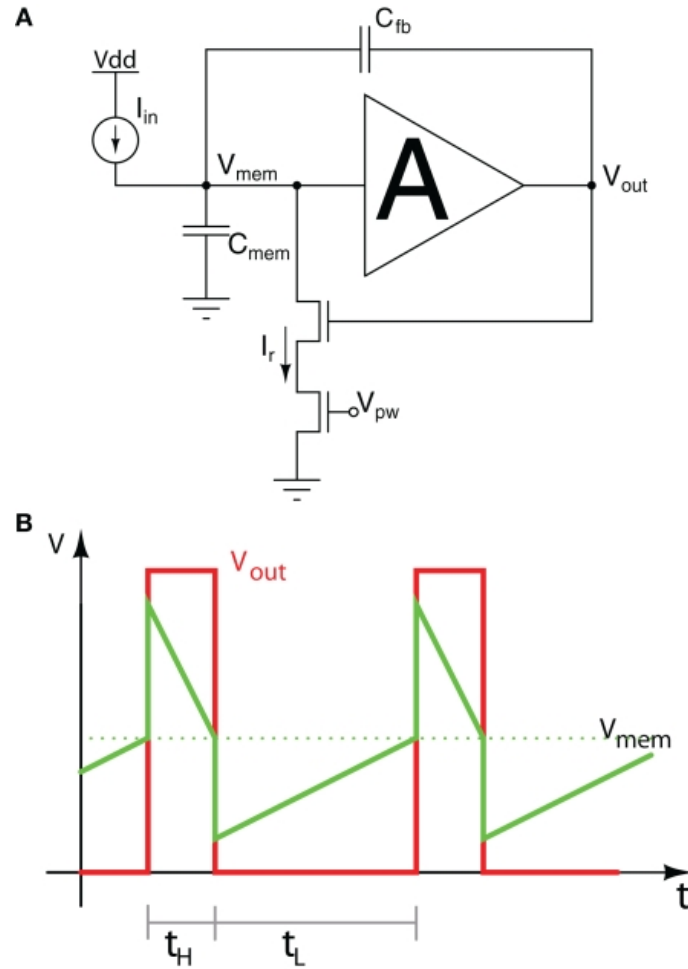 A
C_fb
Vdd
I_in
V_mem
A
V_out
C_mem
I_r
V_pw
B
V
V_out
V_mem
t
t_H
t_L